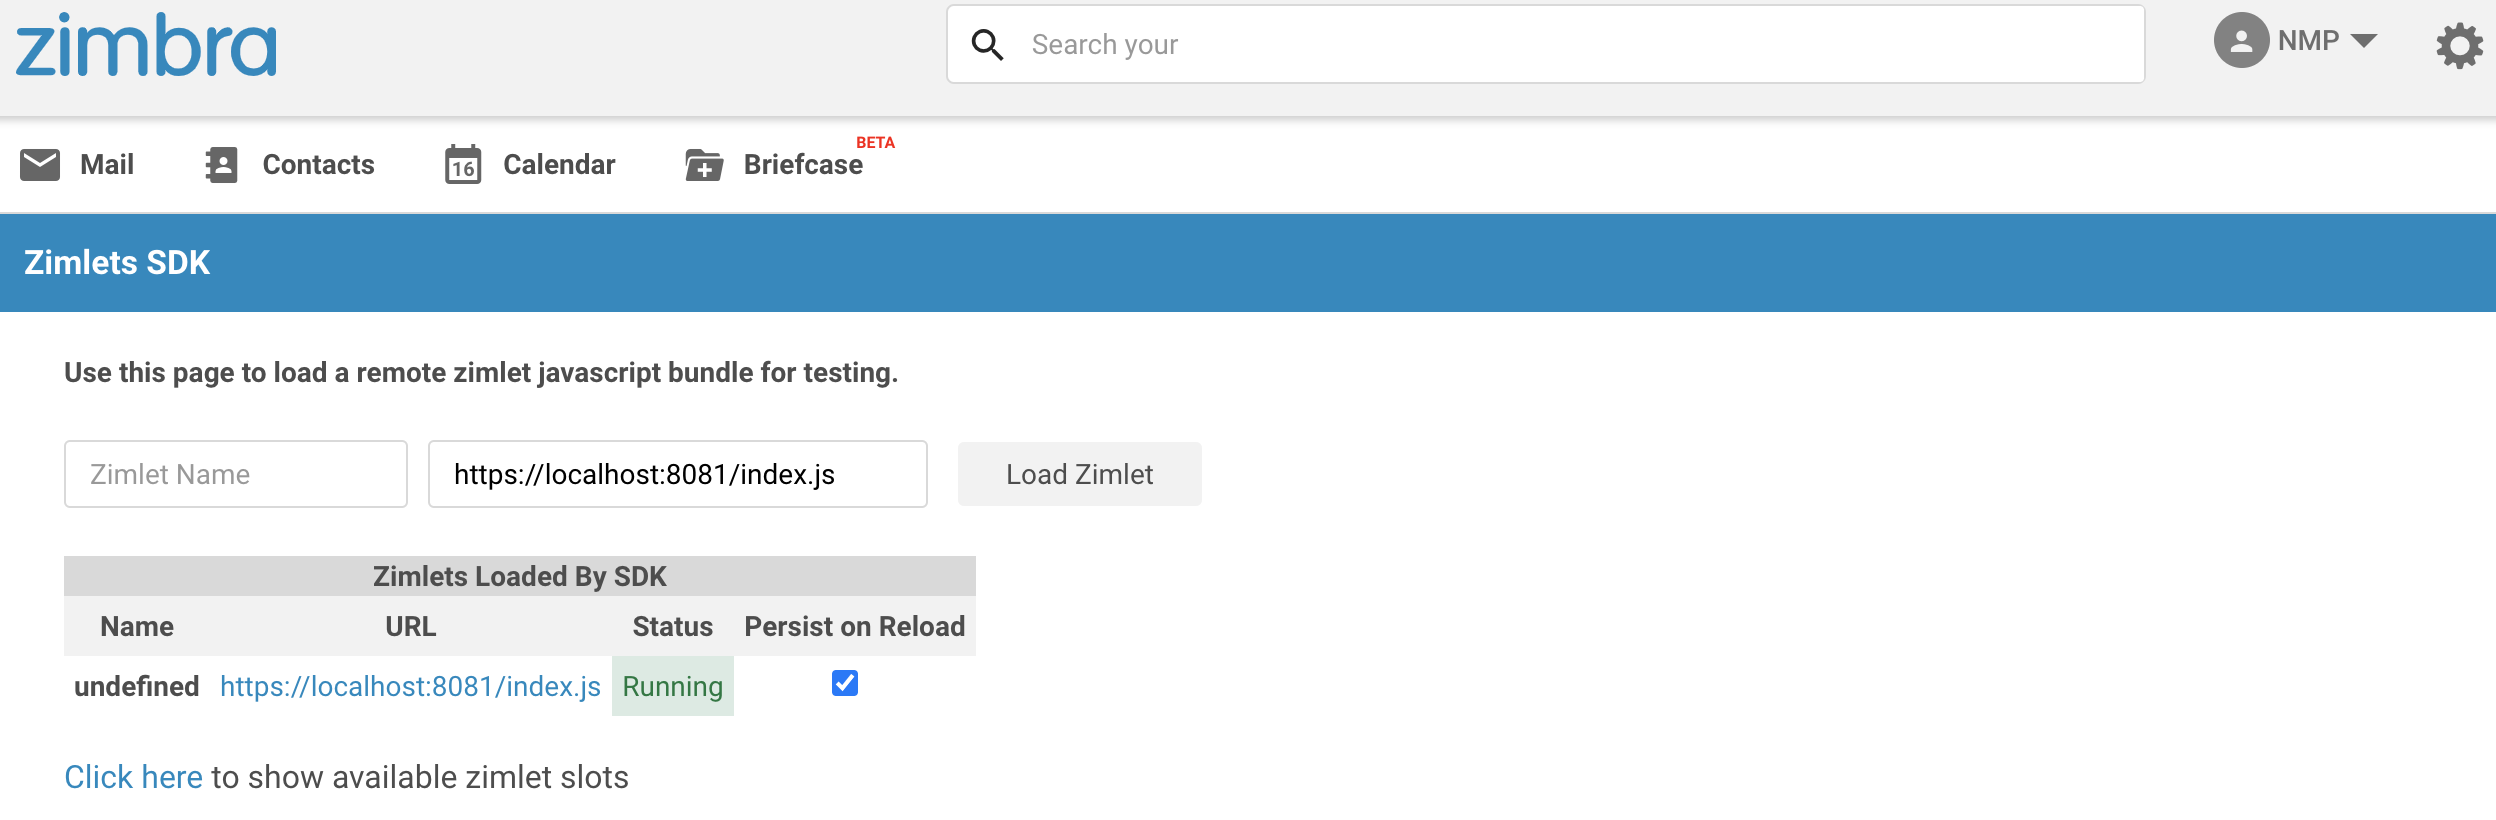 zimbra
Search your
NMP
Mail
Contacts
16
Calendar
Briefcase
BETA
Zimlets SDK
Use this page to load a remote zimlet javascript bundle for testing.
Zimlet Name
https://localhost:8081/index.js
Load Zimlet
Zimlets Loaded By SDK
Name URL Status Persist on Reload
undefined https://localhost:8081/index.js Running
Click here to show available zimlet slots